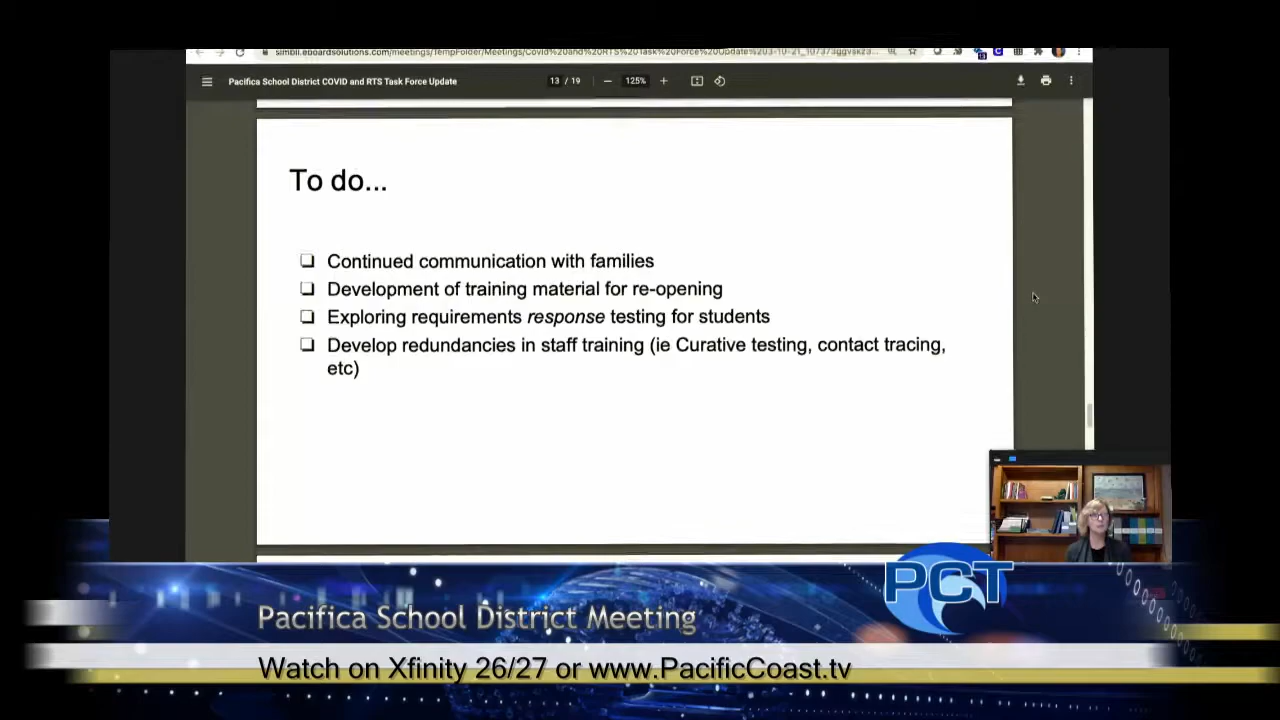 Pacifica School District COVID and RTS Task Force Update
13 / 19
125%
To do...
Continued communication with families
Development of training material for re-opening
Exploring requirements response testing for students
Develop redundancies in staff training (ie Curative testing, contact tracing,
etc)
PCT
Pacifica School District Meeting
Watch on Xfinity 26/27 or www.PacificCoast.tv